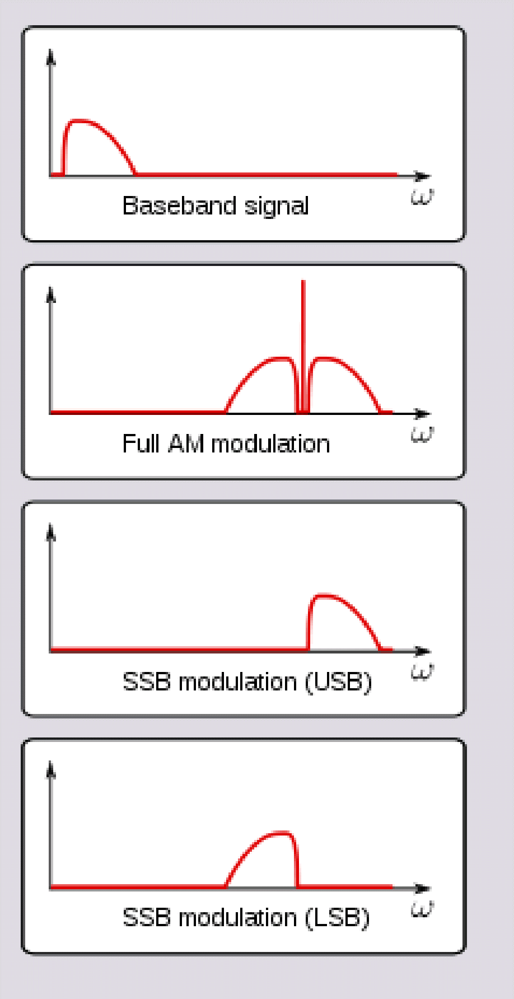 ω
Baseband signal
ω
Full AM modulation
ω
SSB modulation (USB)
ω
SSB modulation (LSB)